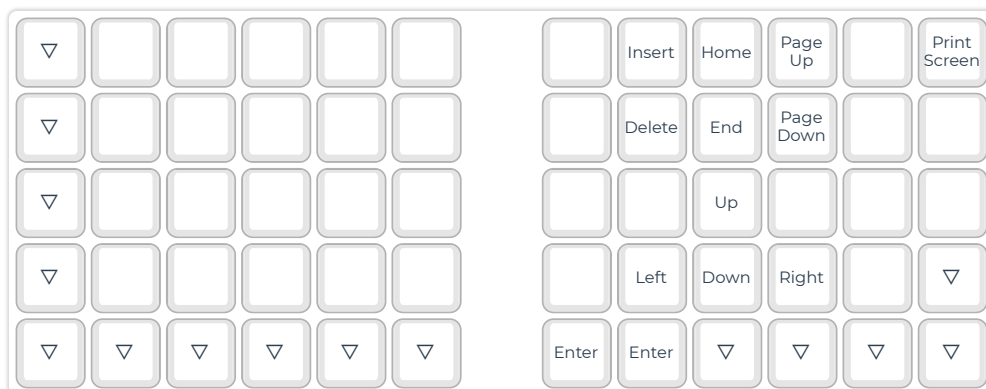 ▽ Insert Home Page Up Print Screen
▽ Delete End Page Down
▽ Up
▽ Left Down Right ▽
▽ ▽ ▽ ▽ ▽ ▽ Enter Enter ▽ ▽ ▽ ▽